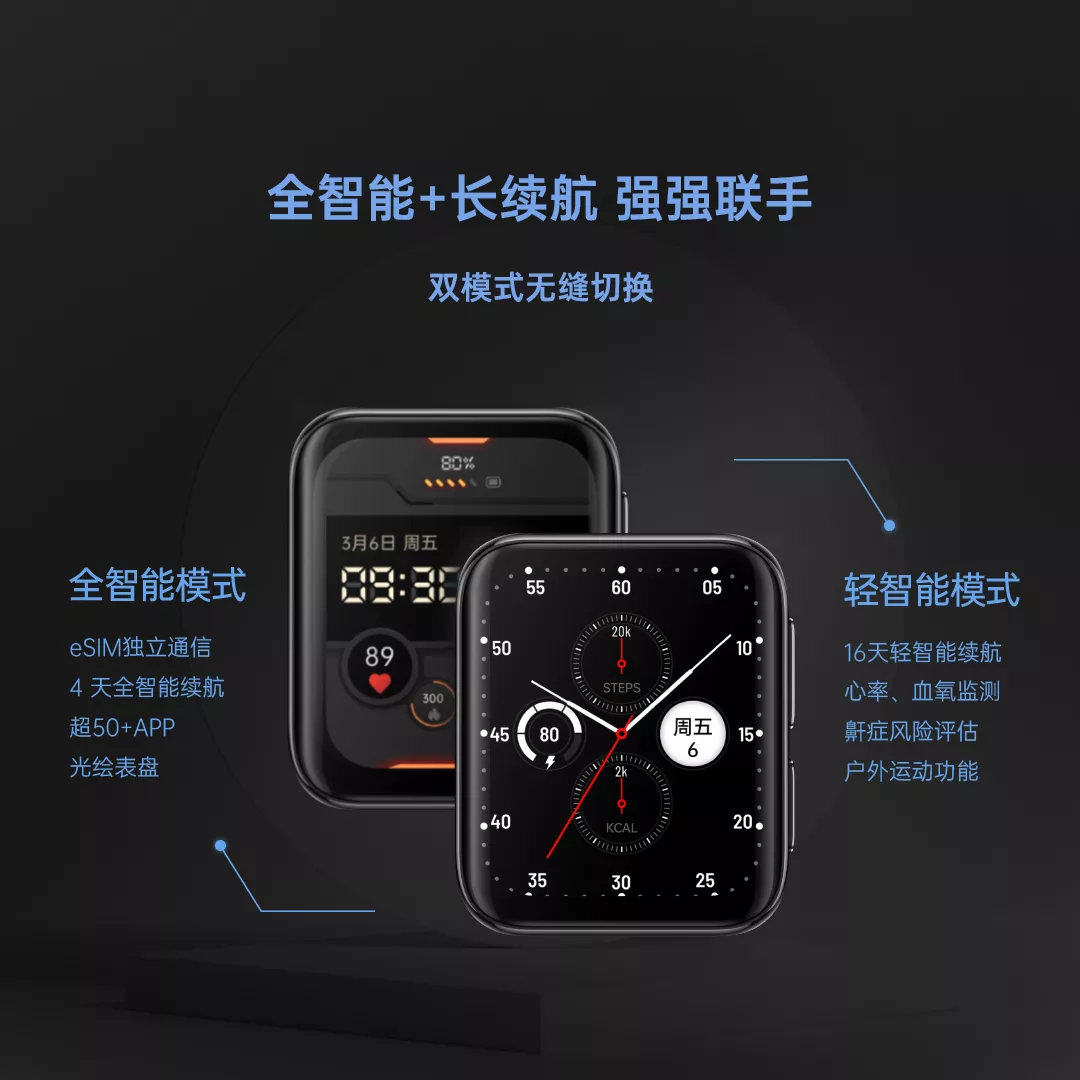 全智能+长续航 强强联手
双模式无缝切换
80%
3月6日 周五
09:30
89
300
全智能模式
eSIM独立通信
4 天全智能续航
超50+APP
光绘表盘
55 60 05
50 10
20k
STEPS
45 80 周五 15
6
2k
KCAL
40 20
35 30 25
轻智能模式
16天轻智能续航
心率、血氧监测
鼾症风险评估
户外运动功能